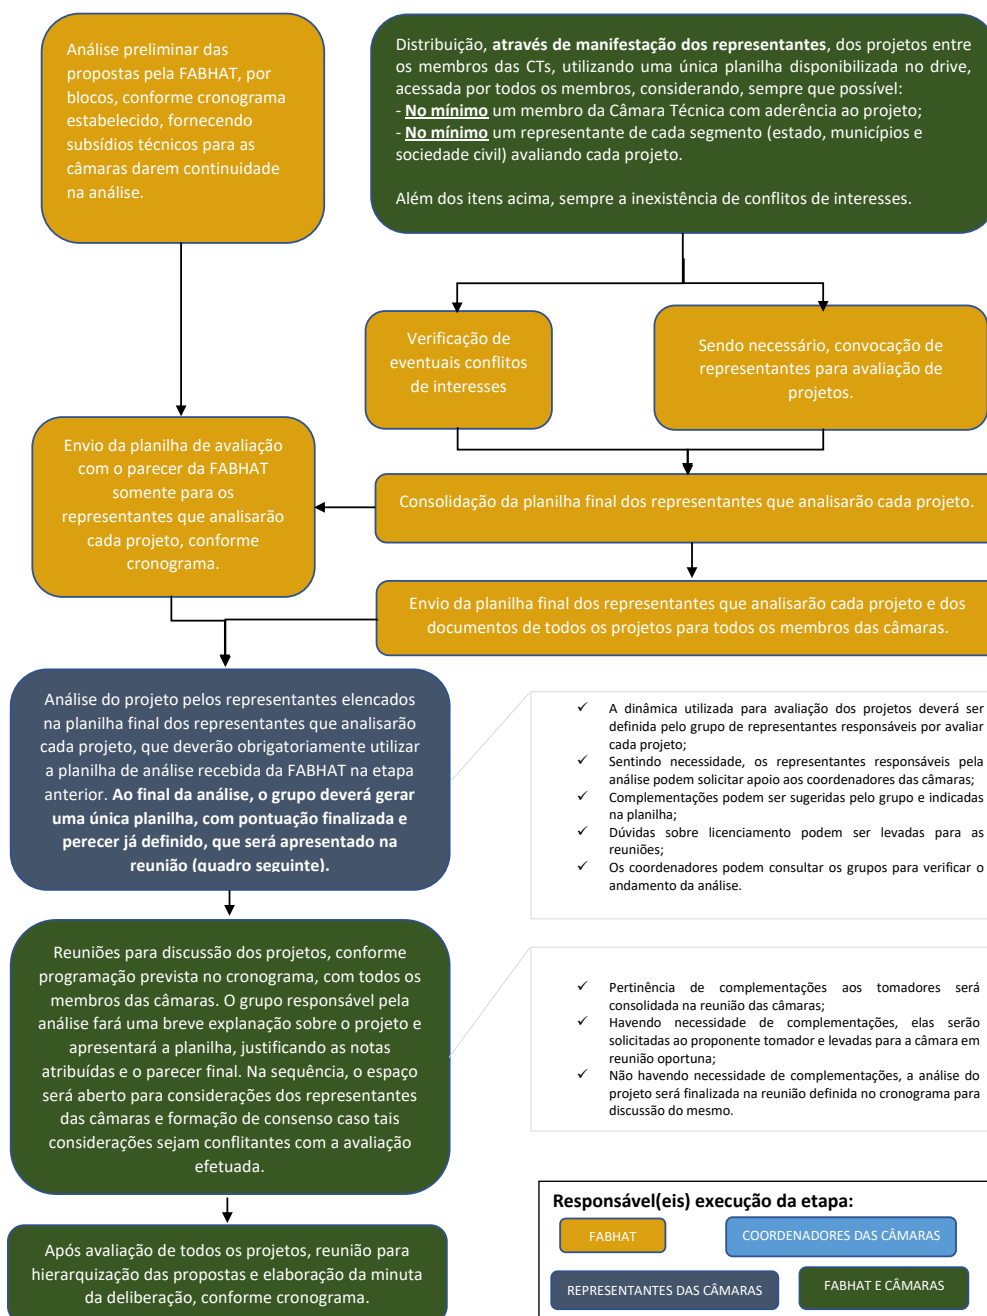 Análise preliminar das
propostas pela FABHAT, por
blocos, conforme cronograma
estabelecido, fornecendo
subsídios técnicos para as
câmaras darem continuidade
na análise.
Distribuição, através de manifestação dos representantes, dos projetos entre
os membros das CTs, utilizando uma única planilha disponibilizada no drive,
acessada por todos os membros, considerando, sempre que possível:
- No mínimo um membro da Câmara Técnica com aderência ao projeto;
- No mínimo um representante de cada segmento (estado, municípios e
sociedade civil) avaliando cada projeto.
Além dos itens acima, sempre a inexistência de conflitos de interesses.
Verificação de
eventuais conflitos
de interesses
Sendo necessário, convocação de
representantes para avaliação de
projetos.
Envio da planilha de avaliação
com o parecer da FABHAT
somente para os
representantes que analisarão
cada projeto, conforme
cronograma.
Consolidação da planilha final dos representantes que analisarão cada projeto.
Envio da planilha final dos representantes que analisarão cada projeto e dos
documentos de todos os projetos para todos os membros das câmaras.
Análise do projeto pelos representantes elencados
na planilha final dos representantes que analisarão
cada projeto, que deverão obrigatoriamente utilizar
a planilha de análise recebida da FABHAT na etapa
anterior. Ao final da análise, o grupo deverá gerar
uma única planilha, com pontuação finalizada e
perecer já definido, que será apresentado na
reunião (quadro seguinte).
✓ A dinâmica utilizada para avaliação dos projetos deverá ser
definida pelo grupo de representantes responsáveis por avaliar
cada projeto;
✓ Sentindo necessidade, os representantes responsáveis pela
análise podem solicitar apoio aos coordenadores das câmaras;
✓ Complementações podem ser sugeridas pelo grupo e indicadas
na planilha;
✓ Dúvidas sobre licenciamento podem ser levadas para as
reuniões;
✓ Os coordenadores podem consultar os grupos para verificar o
andamento da análise.
Reuniões para discussão dos projetos, conforme
programação prevista no cronograma, com todos os
membros das câmaras. O grupo responsável pela
análise fará uma breve explanação sobre o projeto e
apresentará a planilha, justificando as notas
atribuídas e o parecer final. Na sequência, o espaço
será aberto para considerações dos representantes
das câmaras e formação de consenso caso tais
considerações sejam conflitantes com a avaliação
efetuada.
✓ Pertinência de complementações aos tomadores será
consolidada na reunião das câmaras;
✓ Havendo necessidade de complementações, elas serão
solicitadas ao proponente tomador e levadas para a câmara em
reunião oportuna;
✓ Não havendo necessidade de complementações, a análise do
projeto será finalizada na reunião definida no cronograma para
discussão do mesmo.
Após avaliação de todos os projetos, reunião para
hierarquização das propostas e elaboração da minuta
da deliberação, conforme cronograma.
Responsável(eis) execução da etapa:
FABHAT
COORDENADORES DAS CÂMARAS
REPRESENTANTES DAS CÂMARAS
FABHAT E CÂMARAS